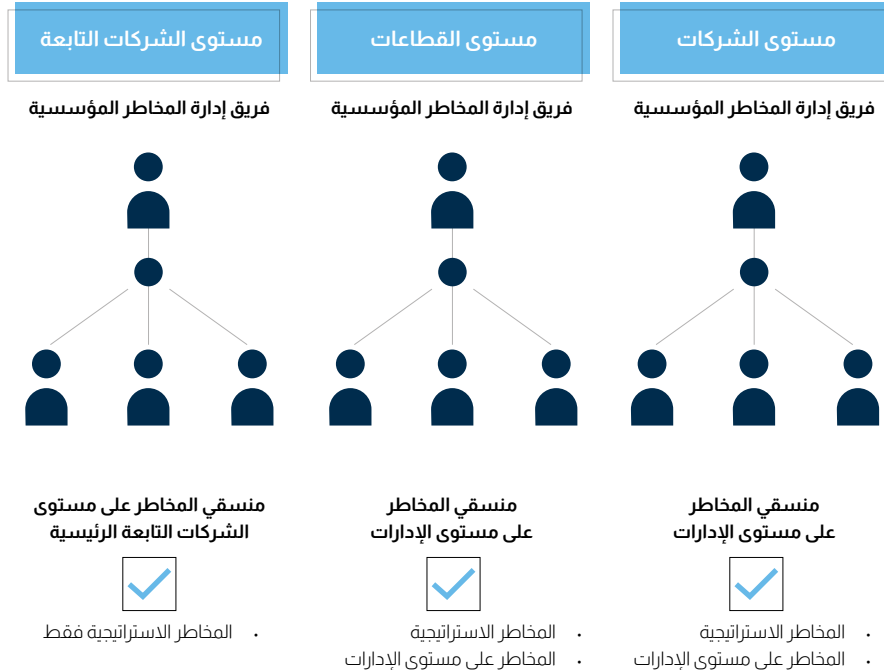 مستوى الشركات
مستوى القطاعات
مستوى الشركات التابعة
فريق إدارة المخاطر المؤسسية
فريق إدارة المخاطر المؤسسية
فريق إدارة المخاطر المؤسسية
منسقي المخاطر
على مستوى الإدارات
منسقي المخاطر
على مستوى الإدارات
منسقي المخاطر على مستوى
الشركات التابعة الرئيسية
• المخاطر الاستراتيجية
• المخاطر على مستوى الإدارات
• المخاطر الاستراتيجية
• المخاطر على مستوى الإدارات
• المخاطر الاستراتيجية فقط